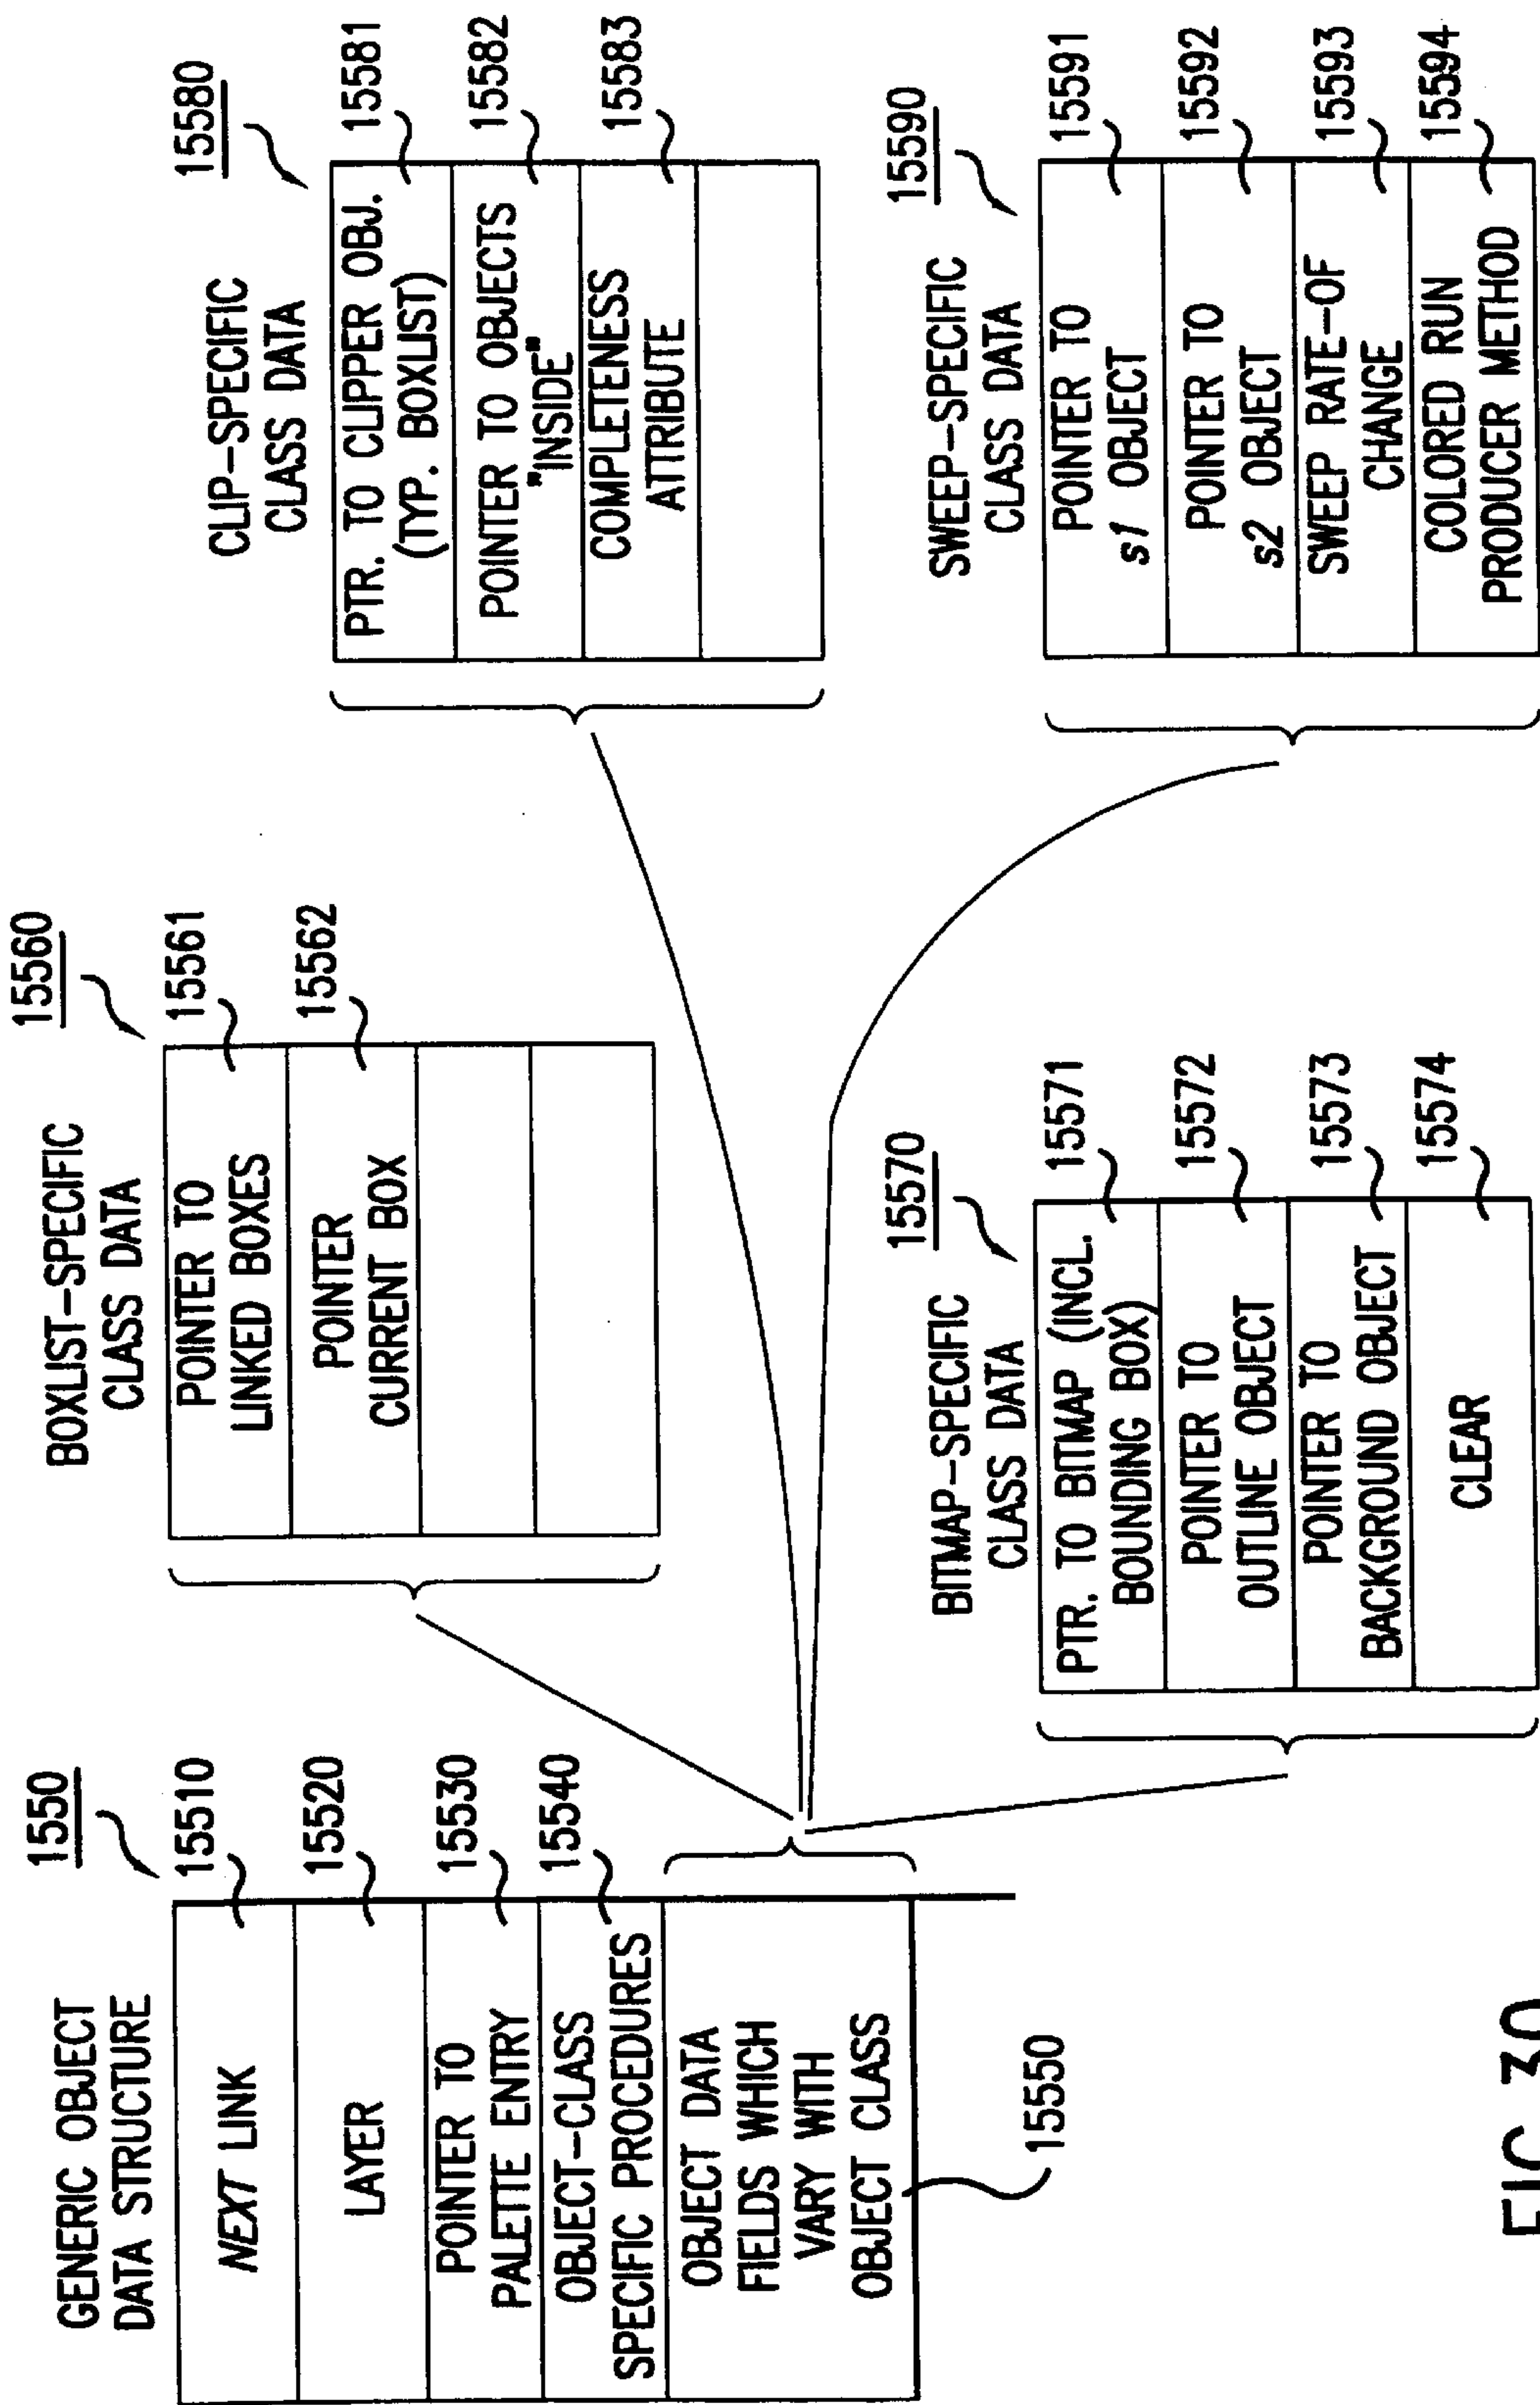 GENERIC OBJECT
DATA STRUCTURE
1550
NEXT LINK
15510
LAYER
15520
POINTER TO
PALETTE ENTRY
15530
OBJECT-CLASS
SPECIFIC PROCEDURES
15540
OBJECT DATA
FIELDS WHICH
VARY WITH
OBJECT CLASS
15550
BOXLIST-SPECIFIC
CLASS DATA
15560
POINTER TO
LINKED BOXES
15561
POINTER
CURRENT BOX
15562
BITMAP-SPECIFIC
CLASS DATA
15570
PTR. TO BITMAP (INCL.
BOUNDING BOX)
15571
POINTER TO
OUTLINE OBJECT
15572
POINTER TO
BACKGROUND OBJECT
15573
CLEAR
15574
CLIP-SPECIFIC
CLASS DATA
15580
PTR. TO CLIPPER OBJ.
(TYP. BOXLIST)
15581
POINTER TO OBJECTS
"INSIDE"
15582
COMPLETENESS
ATTRIBUTE
15583
SWEEP-SPECIFIC
CLASS DATA
15590
POINTER TO
s1 OBJECT
15591
POINTER TO
s2 OBJECT
15592
SWEEP RATE-OF
CHANGE
15593
COLORED RUN
PRODUCER METHOD
15594